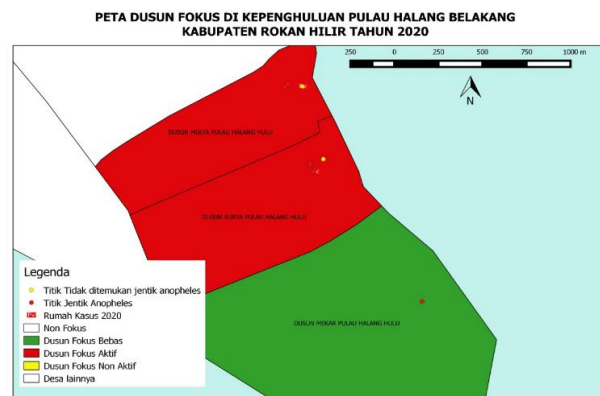 PETA DUSUN FOKUS DI KEPENGHULUAN PULAU HALANG BELAKANG
KABUPATEN ROKAN HILIR TAHUN 2020
250 0 250 500 750 1000 m
N
DUSUN MULYA PULAU HALANG HULU
DUSUN SURYA PULAU HALANG HULU
DUSUN MEKAR PULAU HALANG HULU
Legenda
Titik Tidak ditemukan jentik anopheles
Titik Jentik Anopheles
Rumah Kasus 2020
Non Fokus
Dusun Fokus Bebas
Dusun Fokus Aktif
Dusun Fokus Non Aktif
Desa lainnya